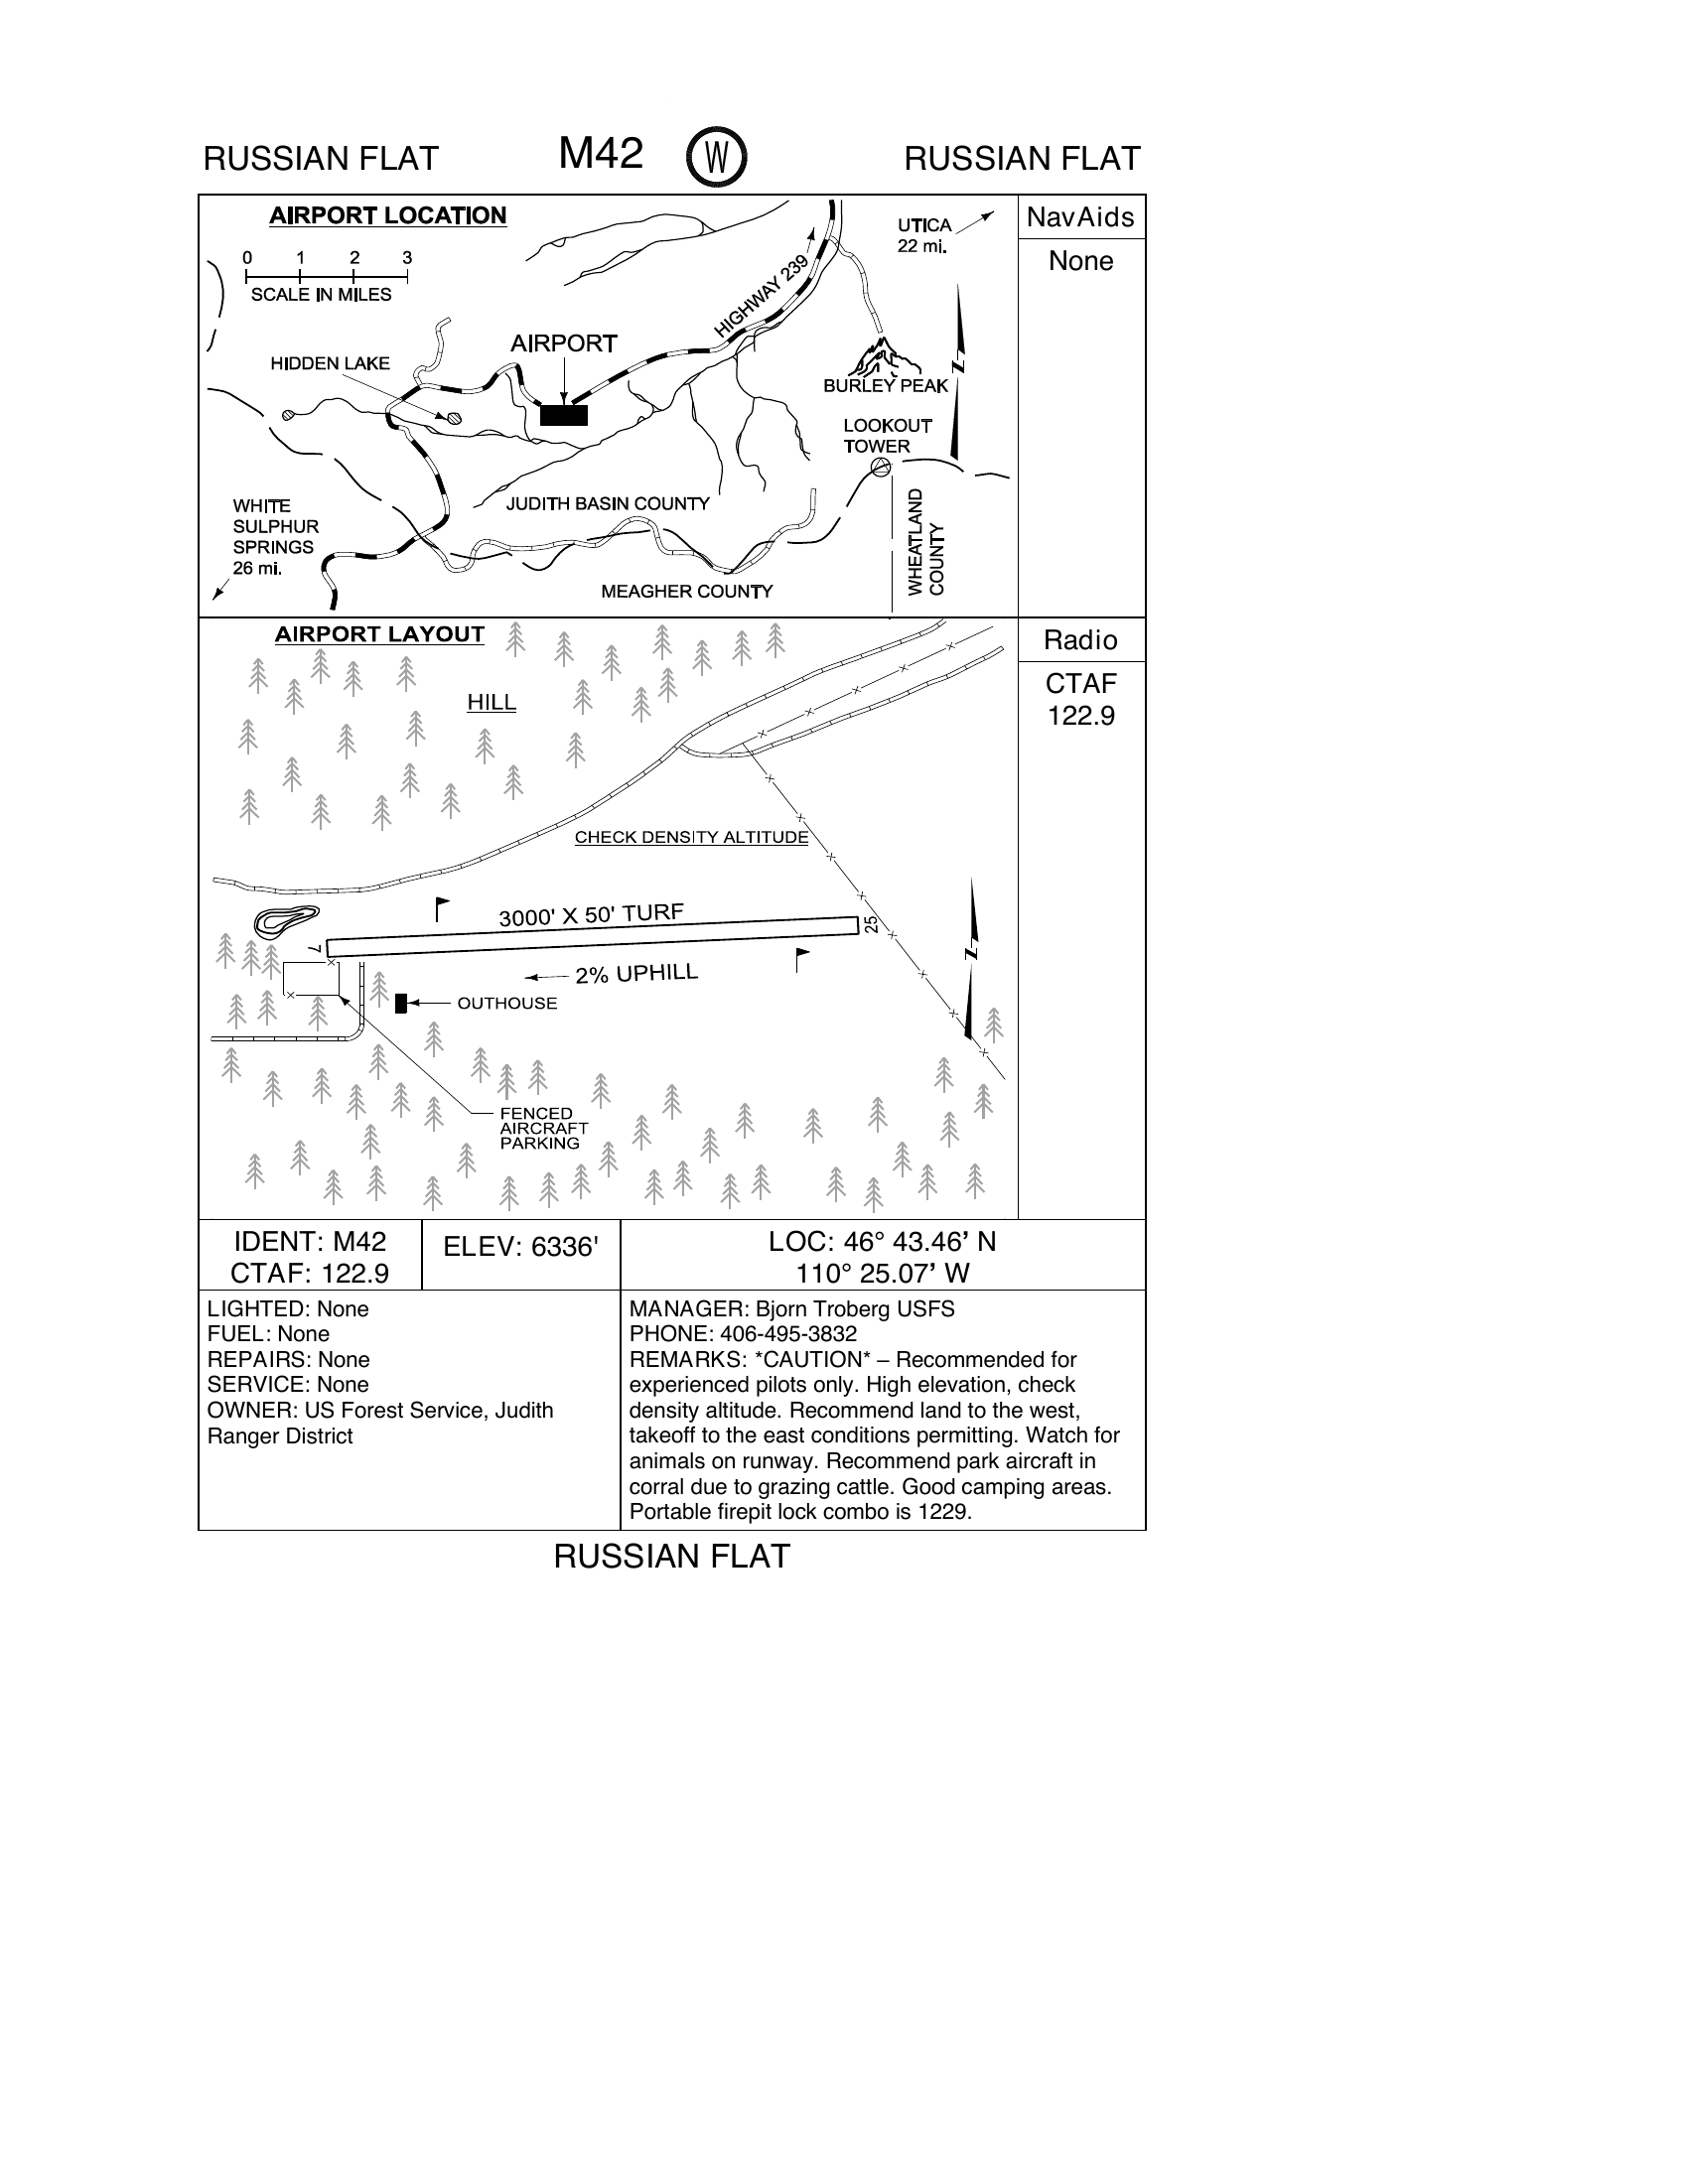 RUSSIAN FLAT M42 W RUSSIAN FLAT
AIRPORT LOCATION
0 1 2 3
SCALE IN MILES
HIDDEN LAKE
AIRPORT
HIGHWAY 239
UTICA
22 mi.
N
BURLEY PEAK
LOOKOUT
TOWER
WHITE
SULPHUR
SPRINGS
26 mi.
JUDITH BASIN COUNTY
MEAGHER COUNTY
WHEATLAND
COUNTY
NavAids
None
AIRPORT LAYOUT
HILL
CHECK DENSITY ALTITUDE
3000' X 50' TURF
7
25
2% UPHILL
OUTHOUSE
N
FENCED
AIRCRAFT
PARKING
Radio
CTAF
122.9
IDENT: M42
CTAF: 122.9
ELEV: 6336'
LOC: 46° 43.46’ N
110° 25.07’ W
LIGHTED: None
FUEL: None
REPAIRS: None
SERVICE: None
OWNER: US Forest Service, Judith
Ranger District
MANAGER: Bjorn Troberg USFS
PHONE: 406-495-3832
REMARKS: *CAUTION* – Recommended for
experienced pilots only. High elevation, check
density altitude. Recommend land to the west,
takeoff to the east conditions permitting. Watch for
animals on runway. Recommend park aircraft in
corral due to grazing cattle. Good camping areas.
Portable firepit lock combo is 1229.
RUSSIAN FLAT